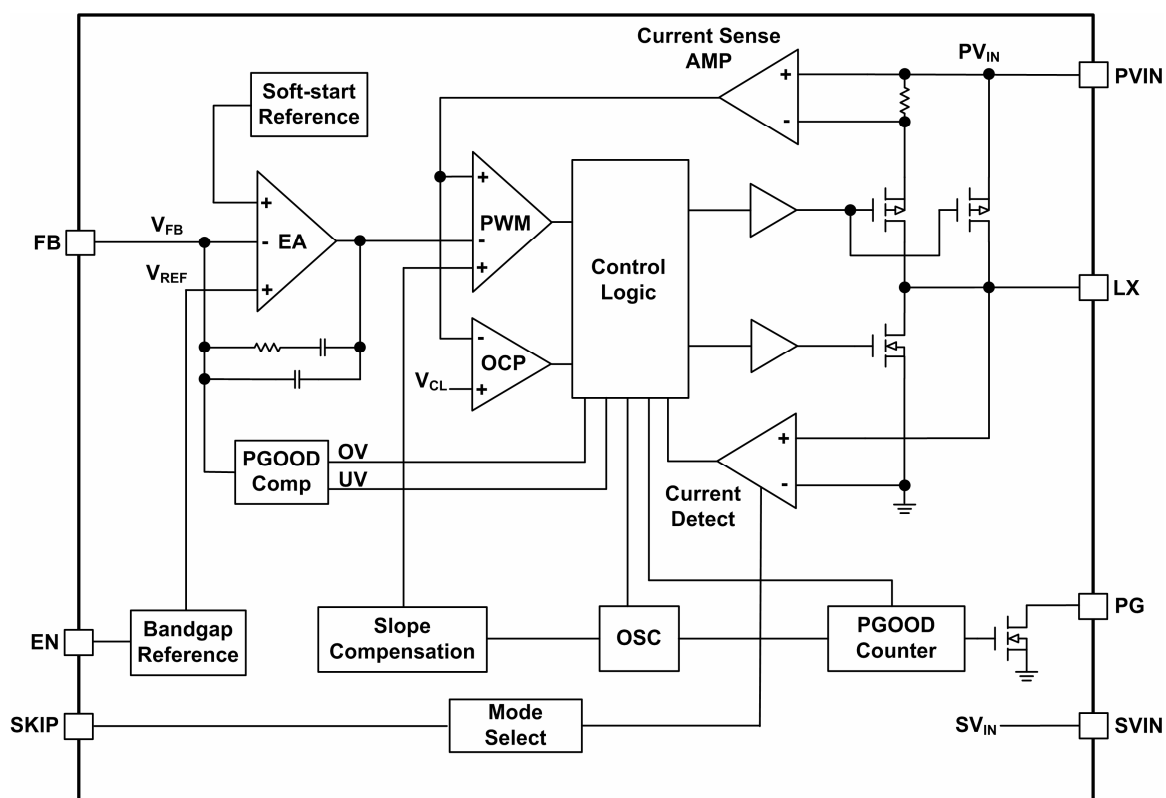 Current Sense
AMP
PVIN
PVIN
Soft-start
Reference
+
-
+
PWM
-
+
+
-
EA
+
VFB
FB
VREF
Control
Logic
LX
-
OCP
+
VCL
PGOOD
Comp
OV
UV
+
-
Current
Detect
EN
Bandgap
Reference
Slope
Compensation
OSC
PGOOD
Counter
PG
SKIP
Mode
Select
SVIN
SVIN